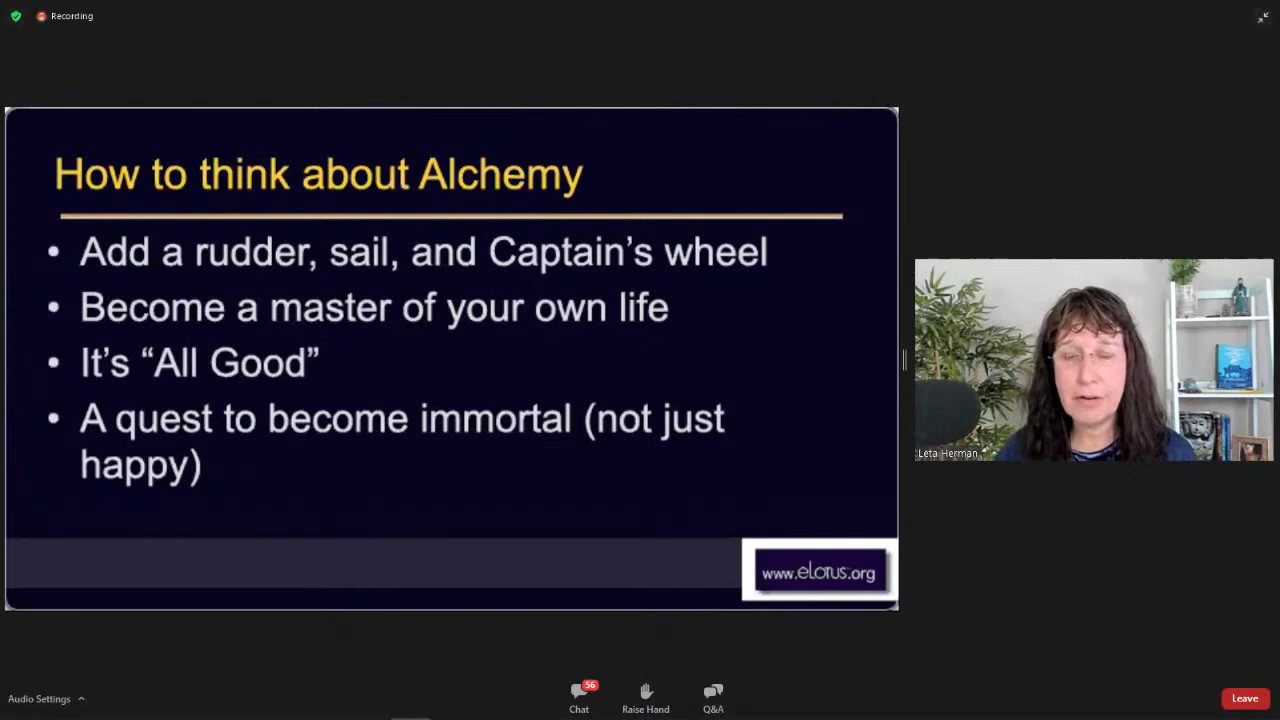 Recording
How to think about Alchemy
• Add a rudder, sail, and Captain’s wheel
• Become a master of your own life
• It’s “All Good”
• A quest to become immortal (not just
happy)
www.eLotus.org
Leta Herman
Audio Settings
56
Chat
Raise Hand
Q&A
Leave